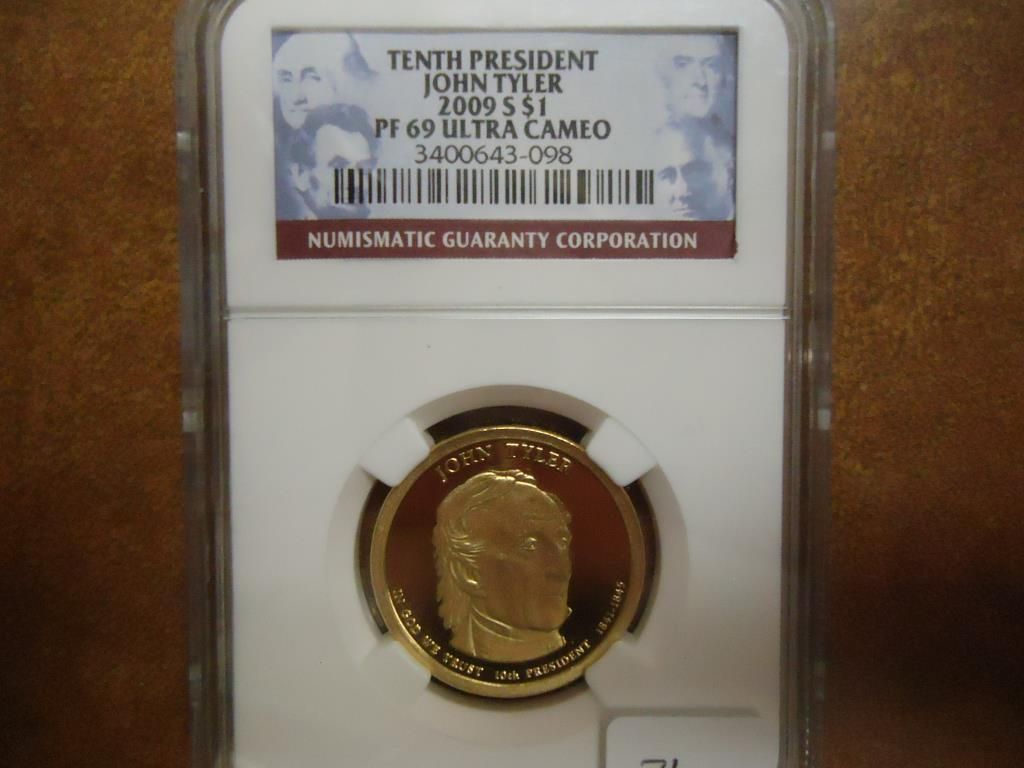 TENTH PRESIDENT
JOHN TYLER
2009 S $1
PF 69 ULTRA CAMEO
3400643-098
NUMISMATIC GUARANTY CORPORATION
JOHN TYLER
IN GOD WE TRUST 10th PRESIDENT 1841-1845